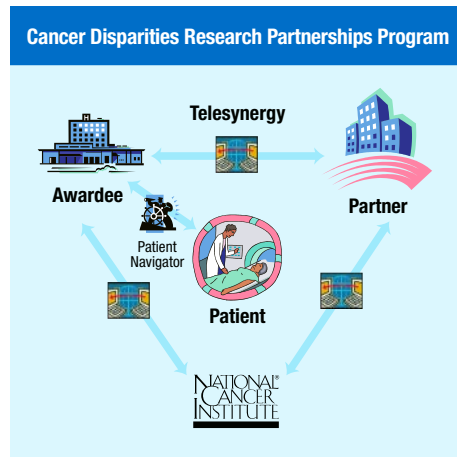 Cancer Disparities Research Partnerships Program
Telesynergy
Awardee
Partner
Patient
Navigator
Patient
NATIONAL®
CANCER
INSTITUTE